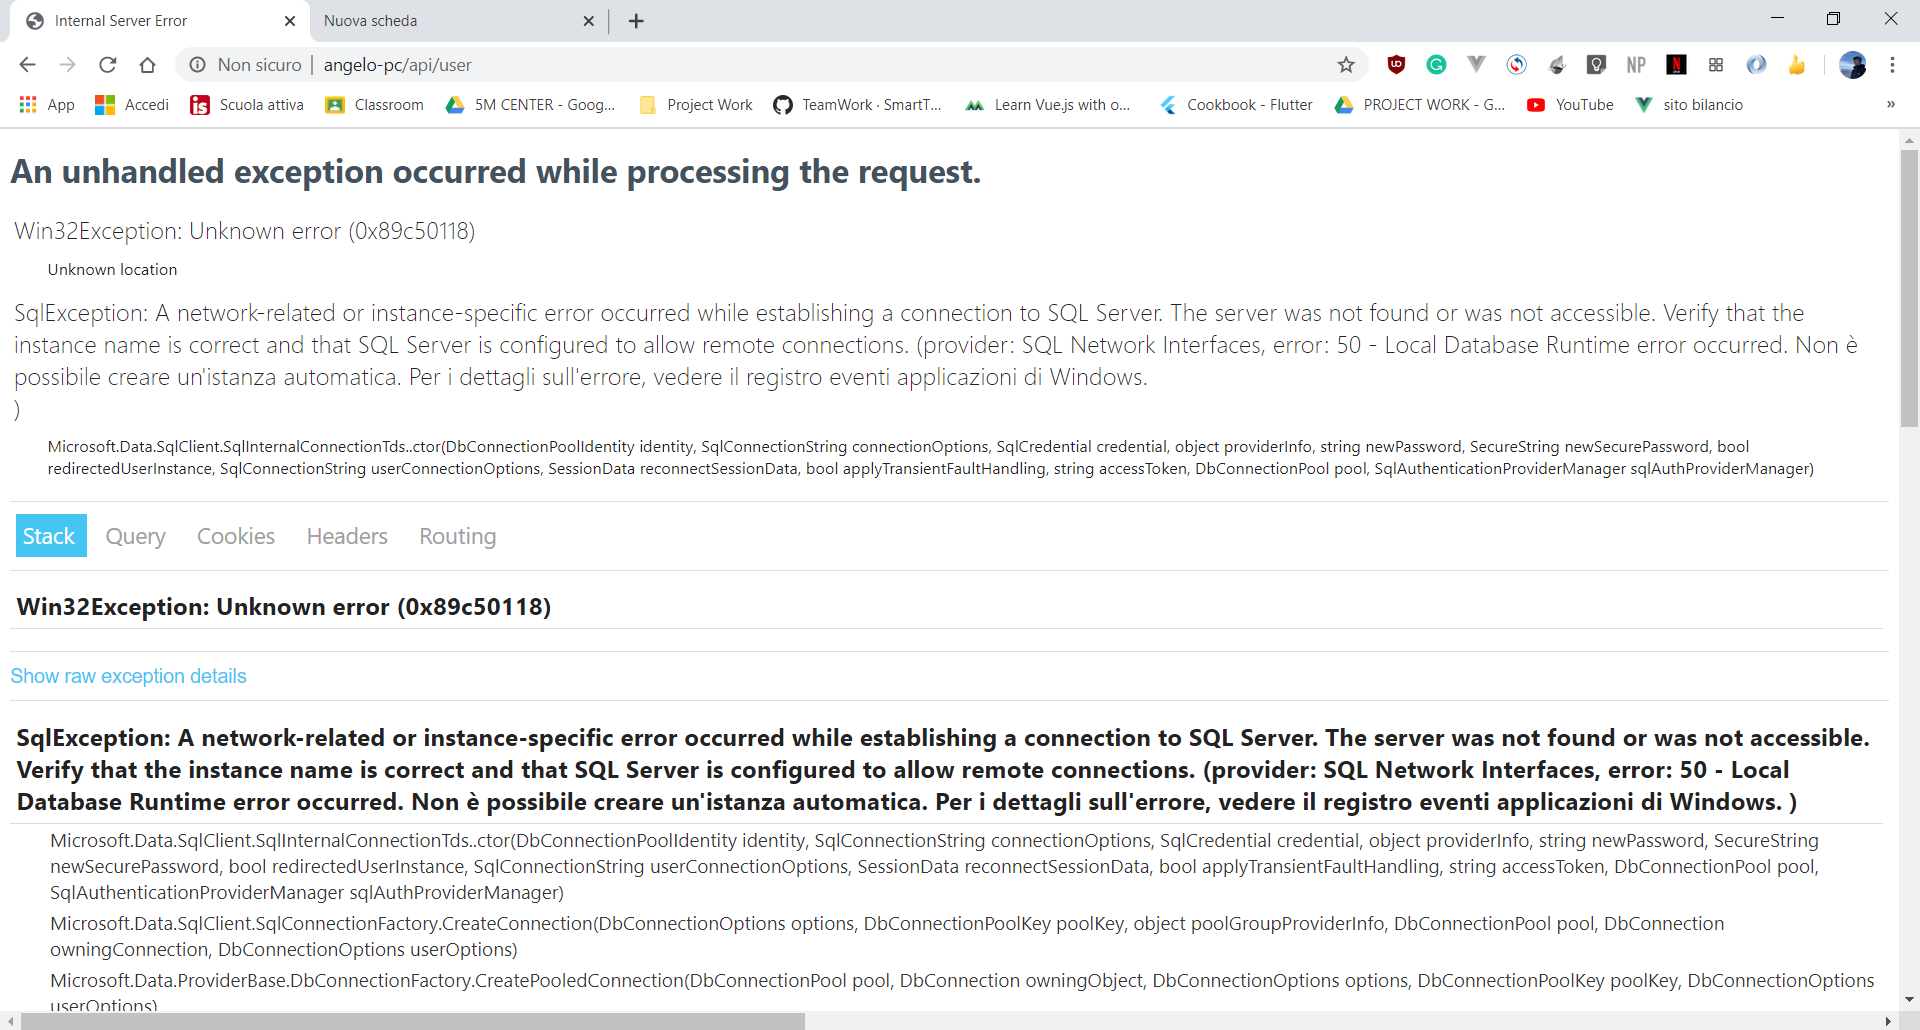 Internal Server Error
Nuova scheda
Non sicuro
angelo-pc/api/user
NP
App
Accedi
is
Scuola attiva
Classroom
5M CENTER - Goog...
Project Work
TeamWork · SmartT...
Learn Vue.js with o...
Cookbook - Flutter
PROJECT WORK - G...
YouTube
sito bilancio
»
An unhandled exception occurred while processing the request.
Win32Exception: Unknown error (0x89c50118)
Unknown location
SqlException: A network-related or instance-specific error occurred while establishing a connection to SQL Server. The server was not found or was not accessible. Verify that the
instance name is correct and that SQL Server is configured to allow remote connections. (provider: SQL Network Interfaces, error: 50 - Local Database Runtime error occurred. Non è
possibile creare un'istanza automatica. Per i dettagli sull'errore, vedere il registro eventi applicazioni di Windows.
)
Microsoft.Data.SqlClient.SqlInternalConnectionTds..ctor(DbConnectionPoolIdentity identity, SqlConnectionString connectionOptions, SqlCredential credential, object providerInfo, string newPassword, SecureString newSecurePassword, bool
redirectedUserInstance, SqlConnectionString userConnectionOptions, SessionData reconnectSessionData, bool applyTransientFaultHandling, string accessToken, DbConnectionPool pool, SqlAuthenticationProviderManager sqlAuthProviderManager)
Stack
Query
Cookies
Headers
Routing
Win32Exception: Unknown error (0x89c50118)
Show raw exception details
SqlException: A network-related or instance-specific error occurred while establishing a connection to SQL Server. The server was not found or was not accessible.
Verify that the instance name is correct and that SQL Server is configured to allow remote connections. (provider: SQL Network Interfaces, error: 50 - Local
Database Runtime error occurred. Non è possibile creare un'istanza automatica. Per i dettagli sull'errore, vedere il registro eventi applicazioni di Windows. )
Microsoft.Data.SqlClient.SqlInternalConnectionTds..ctor(DbConnectionPoolIdentity identity, SqlConnectionString connectionOptions, SqlCredential credential, object providerInfo, string newPassword, SecureString
newSecurePassword, bool redirectedUserInstance, SqlConnectionString userConnectionOptions, SessionData reconnectSessionData, bool applyTransientFaultHandling, string accessToken, DbConnectionPool pool,
SqlAuthenticationProviderManager sqlAuthProviderManager)
Microsoft.Data.SqlClient.SqlConnectionFactory.CreateConnection(DbConnectionOptions options, DbConnectionPoolKey poolKey, object poolGroupProviderInfo, DbConnectionPool pool, DbConnection
owningConnection, DbConnectionOptions userOptions)
Microsoft.Data.ProviderBase.DbConnectionFactory.CreatePooledConnection(DbConnectionPool pool, DbConnection owningObject, DbConnectionOptions options, DbConnectionPoolKey poolKey, DbConnectionOptions
userOptions)